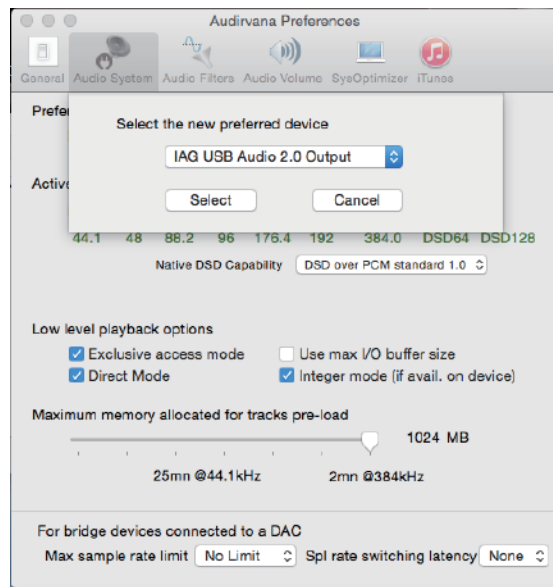 Audirvana Preferences
General Audio System Audio Filters Audio Volume SysOptimizer iTunes
Prefe
Select the new preferred device
IAG USB Audio 2.0 Output
Active
Select Cancel
44.1 48 88.2 96 176.4 192 384.0 DSD64 DSD128
Native DSD Capability DSD over PCM standard 1.0
Low level playback options
Exclusive access mode Use max I/O buffer size
Direct Mode Integer mode (if avail. on device)
Maximum memory allocated for tracks pre-load
1024 MB
25mn @44.1kHz 2mn @384kHz
For bridge devices connected to a DAC
Max sample rate limit No Limit Spl rate switching latency None